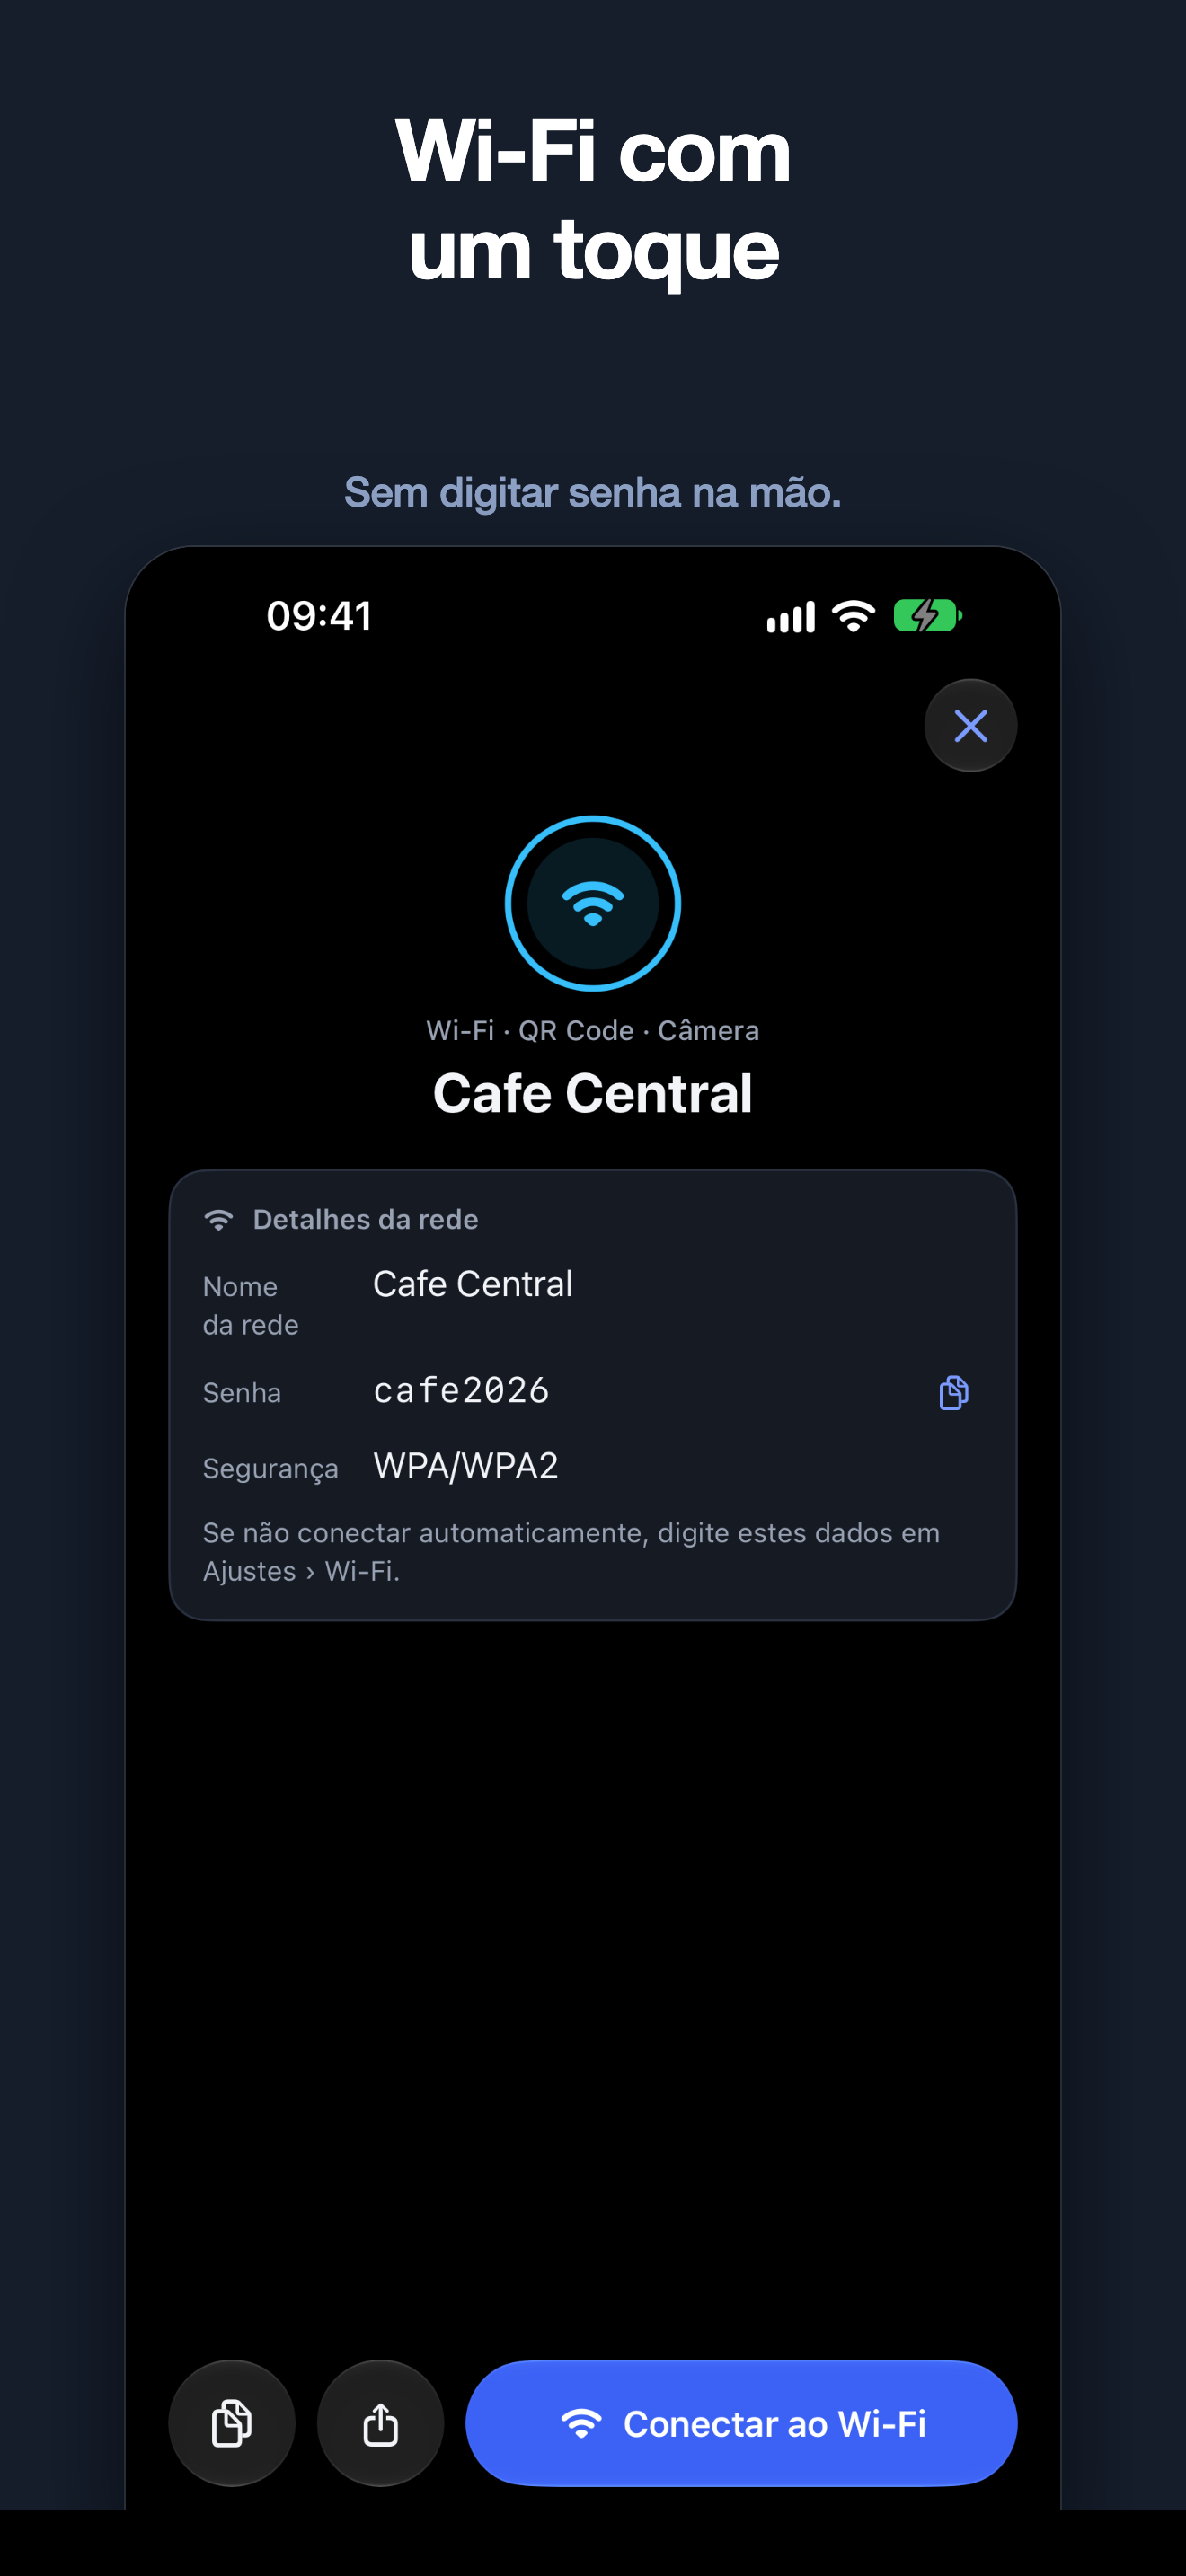 Wi-Fi com
um toque
Sem digitar senha na mão.
09:41
Wi-Fi · QR Code · Câmera
Cafe Central
Detalhes da rede
Nome
da rede
Cafe Central
Senha
cafe2026
Segurança
WPA/WPA2
Se não conectar automaticamente, digite estes dados em
Ajustes › Wi-Fi.
Conectar ao Wi-Fi